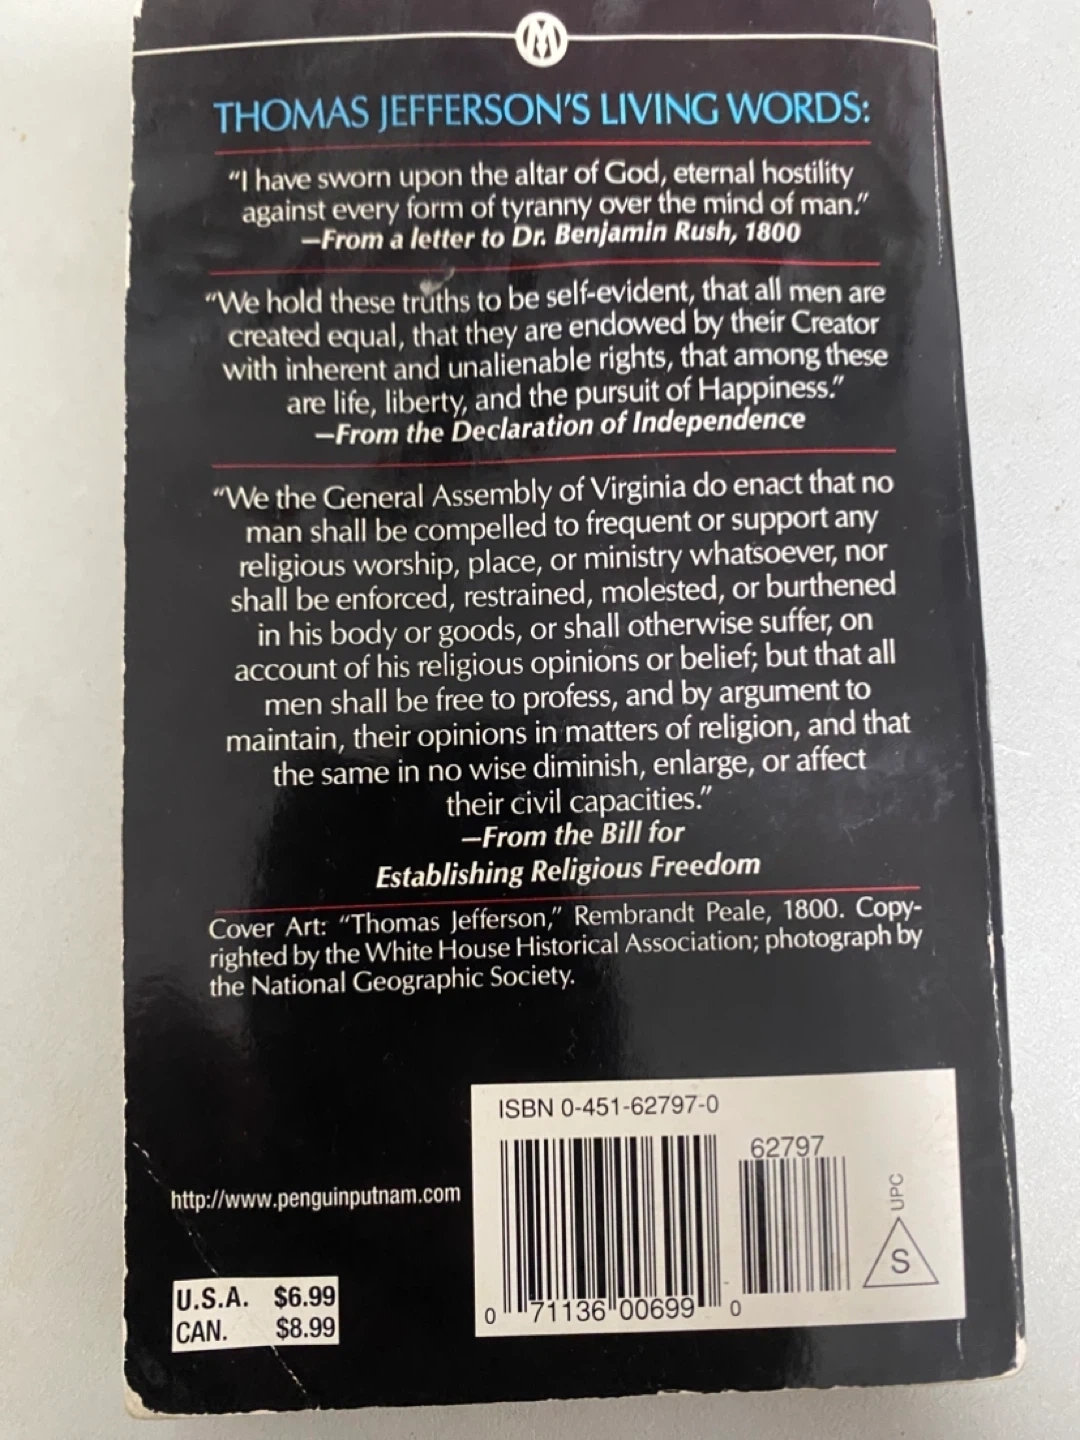 M
THOMAS JEFFERSON'S LIVING WORDS:
"I have sworn upon the altar of God, eternal hostility
against every form of tyranny over the mind of man."
—From a letter to Dr. Benjamin Rush, 1800
"We hold these truths to be self-evident, that all men are
created equal, that they are endowed by their Creator
with inherent and unalienable rights, that among these
are life, liberty, and the pursuit of Happiness."
—From the Declaration of Independence
"We the General Assembly of Virginia do enact that no
man shall be compelled to frequent or support any
religious worship, place, or ministry whatsoever, nor
shall be enforced, restrained, molested, or burthened
in his body or goods, or shall otherwise suffer, on
account of his religious opinions or belief; but that all
men shall be free to profess, and by argument to
maintain, their opinions in matters of religion, and that
the same in no wise diminish, enlarge, or affect
their civil capacities."
—From the Bill for
Establishing Religious Freedom
Cover Art: "Thomas Jefferson," Rembrandt Peale, 1800. Copy-
righted by the White House Historical Association; photograph by
the National Geographic Society.
ISBN 0-451-62797-0
62797
UPC
S
0 71136 00699 0
http://www.penguinputnam.com
U.S.A. $6.99
CAN. $8.99